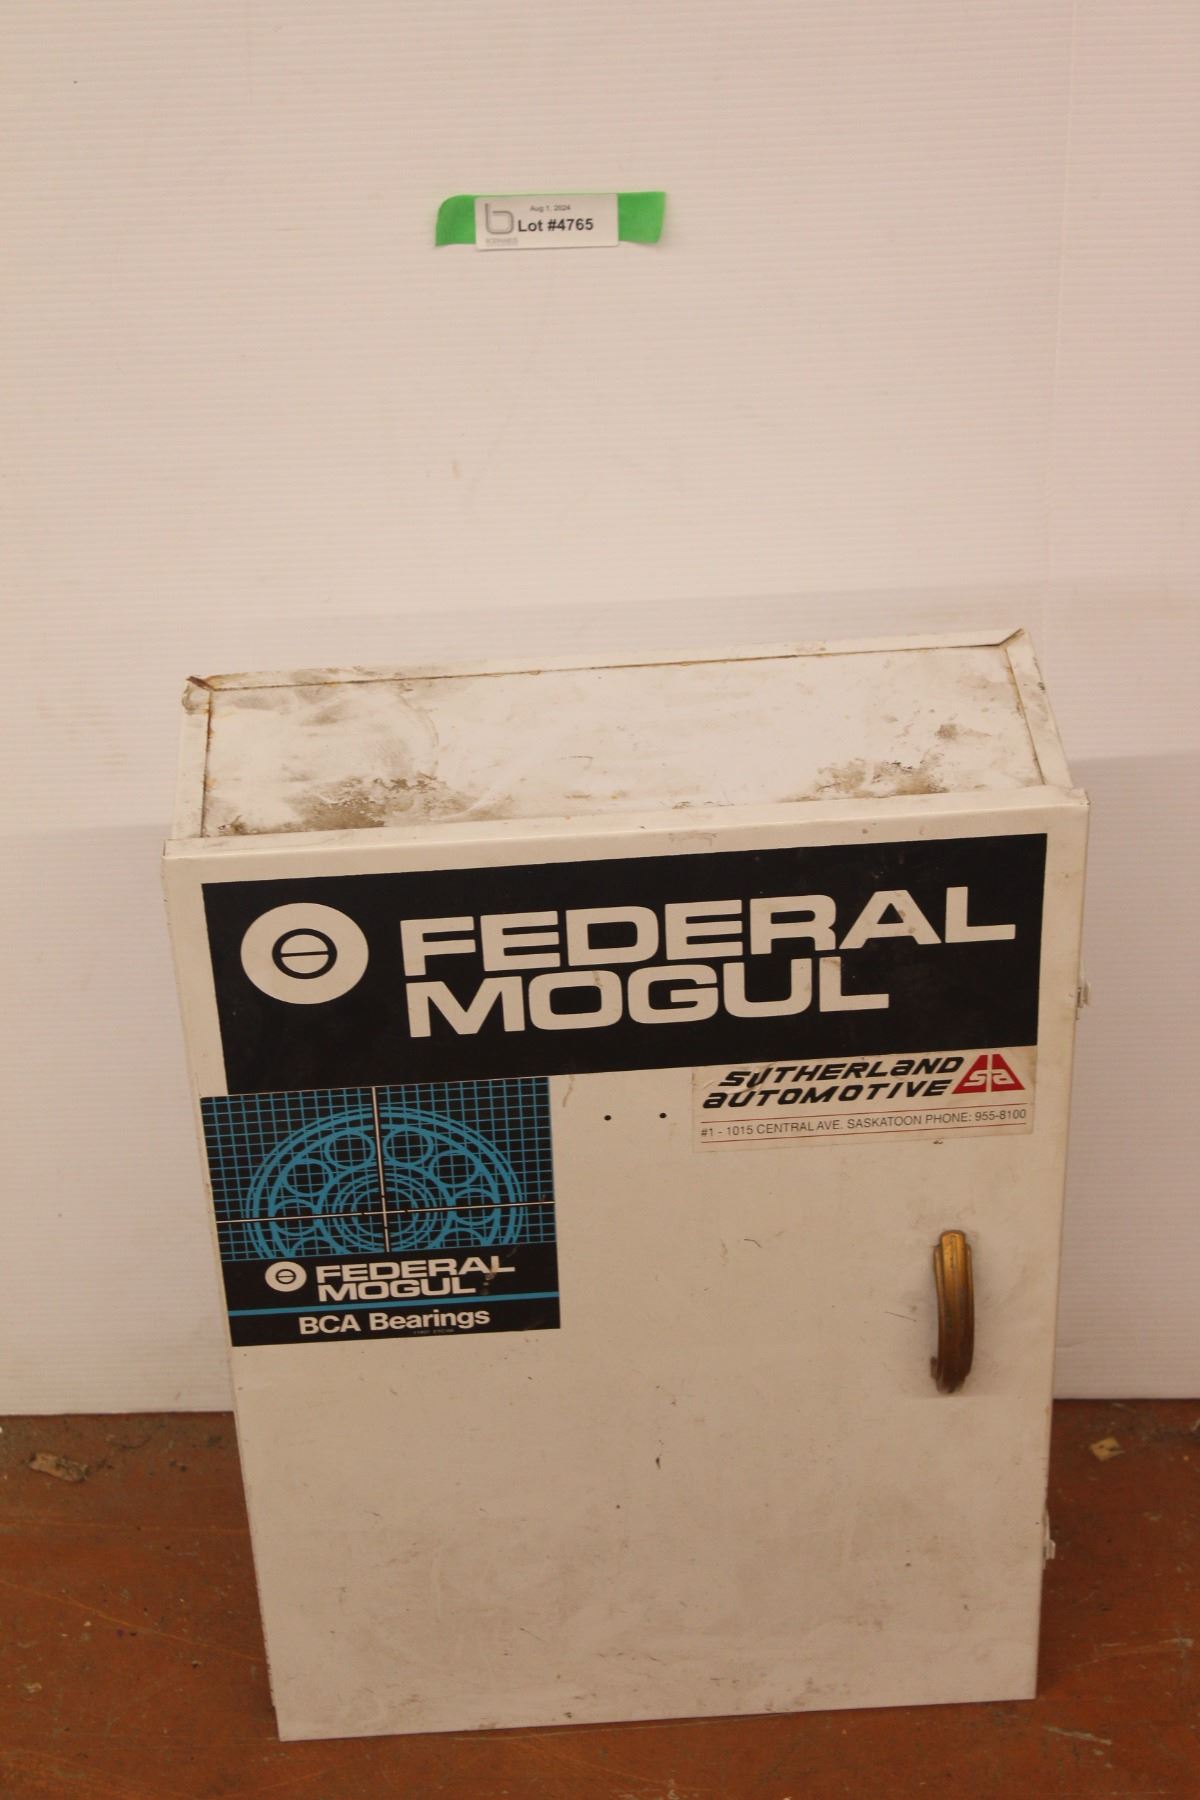 Aug 1, 2024
Lot #4765
FEDERAL
MOGUL
SUTHERLAND
AUTOMOTIVE
#1 - 1015 CENTRAL AVE. SASKATOON PHONE: 955-8100
FEDERAL
MOGUL
BCA Bearings